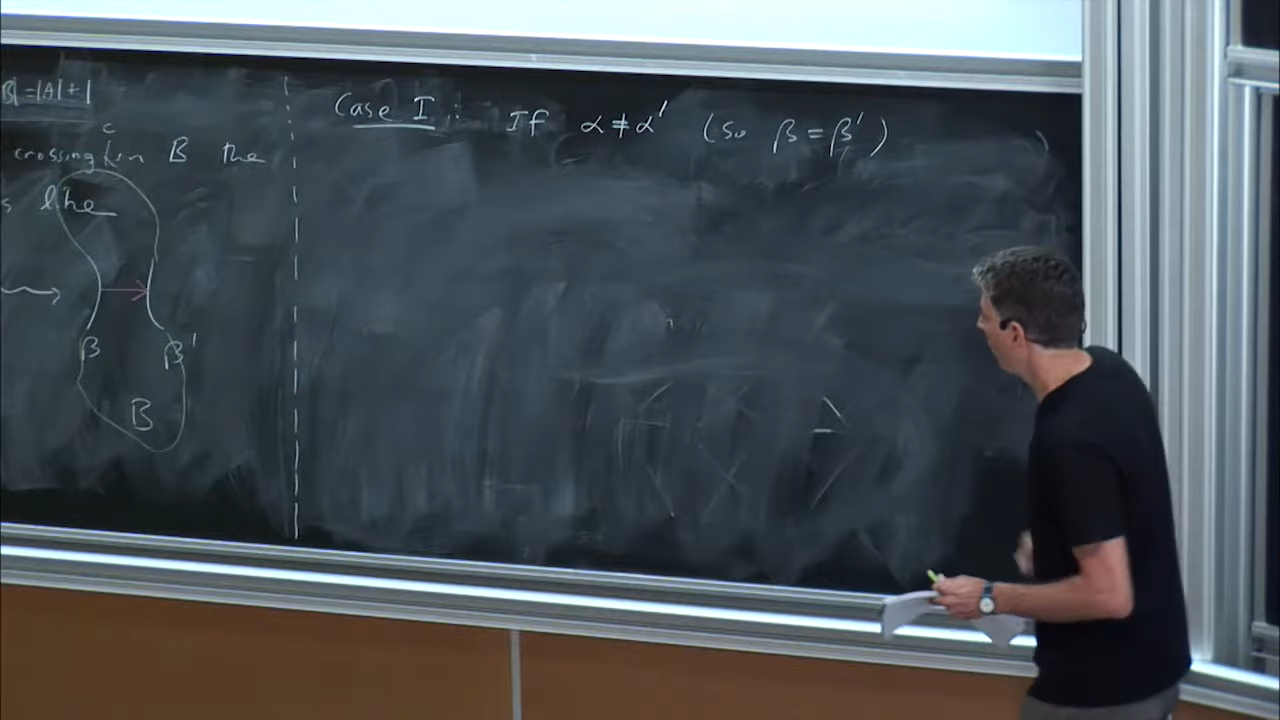 |B| = |A| + 1
crossing c in B the
s like
β β'
B
Case I : If α ≠ α' (So β = β')